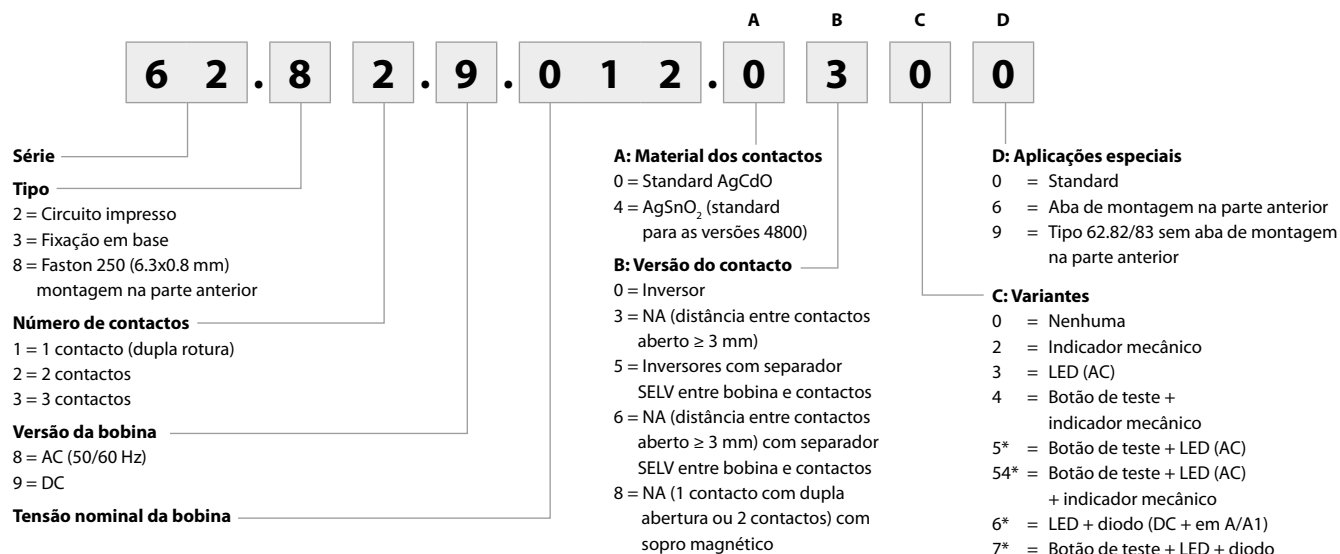 A B C D
6 2 . 8 2 . 9 . 0 1 2 . 0 3 0 0
Série
Tipo
2 = Circuito impresso
3 = Fixação em base
8 = Faston 250 (6.3x0.8 mm)
montagem na parte anterior
Número de contactos
1 = 1 contacto (dupla rotura)
2 = 2 contactos
3 = 3 contactos
Versão da bobina
8 = AC (50/60 Hz)
9 = DC
Tensão nominal da bobina
A: Material dos contactos
0 = Standard AgCdO
4 = AgSnO₂ (standard
para as versões 4800)
B: Versão do contacto
0 = Inversor
3 = NA (distância entre contactos
aberto ≥ 3 mm)
5 = Inversores com separador
SELV entre bobina e contactos
6 = NA (distância entre contactos
aberto ≥ 3 mm) com separador
SELV entre bobina e contactos
8 = NA (1 contacto com dupla
abertura ou 2 contactos) com
sopro magnético
D: Aplicações especiais
0 = Standard
6 = Aba de montagem na parte anterior
9 = Tipo 62.82/83 sem aba de montagem
na parte anterior
C: Variantes
0 = Nenhuma
2 = Indicador mecânico
3 = LED (AC)
4 = Botão de teste +
indicador mecânico
5* = Botão de teste + LED (AC)
54* = Botão de teste + LED (AC)
+ indicador mecânico
6* = LED + diodo (DC + em A/A1)
7* = Botão de teste + LED + diodo